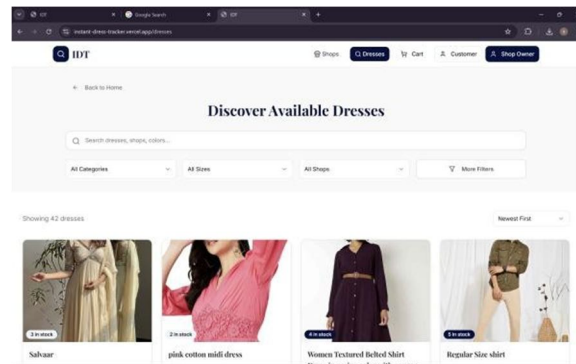 IDT
Google Search
IDT
instant-dress-tracker.vercel.app/dresses
IDT
Shops
Dresses
Cart
Customer
Shop Owner
Back to Home
Discover Available Dresses
Search dresses, shops, colors...
All Categories
All Sizes
All Shops
More Filters
Showing 42 dresses
Newest First
3 in stock
2 in stock
4 in stock
5 in stock
Salvaar
pink cotton midi dress
Women Textured Belted Shirt
Regular Size shirt